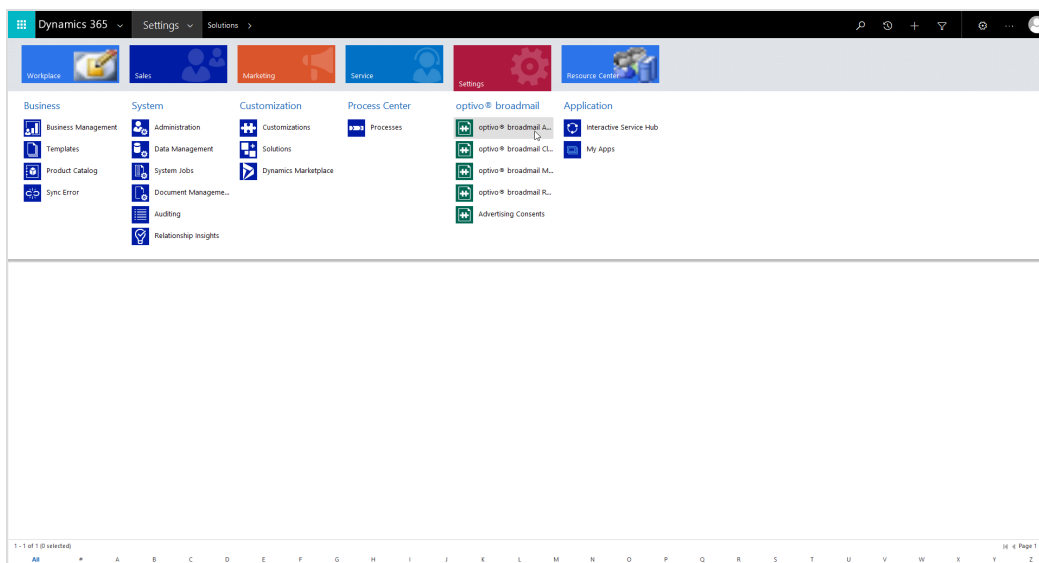 Dynamics 365 Settings Solutions >
Workplace Sales Marketing Service Settings Resource Center
Business
Business Management
Templates
Product Catalog
Sync Error
System
Administration
Data Management
System Jobs
Document Manageme...
Auditing
Relationship Insights
Customization
Customizations
Solutions
Dynamics Marketplace
Process Center
Processes
optivo® broadmail
optivo® broadmail A...
optivo® broadmail Cl...
optivo® broadmail M...
optivo® broadmail R...
Advertising Consents
Application
Interactive Service Hub
My Apps
1 - 1 of 1 (0 selected) Page 1
All # A B C D E F G H I J K L M N O P Q R S T U V W X Y Z